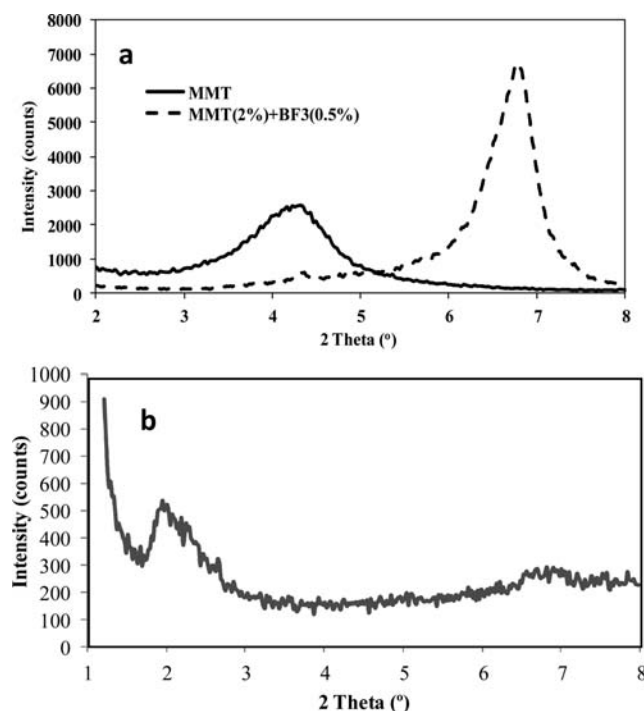 8000
7000
6000
5000
4000
3000
2000
1000
0
Intensity (counts)
a
MMT
MMT(2%)+BF3(0.5%)
2 3 4 5 6 7 8
2 Theta (º)
1000
900
800
700
600
500
400
300
200
100
0
Intensity (counts)
b
1 2 3 4 5 6 7 8
2 Theta (º)